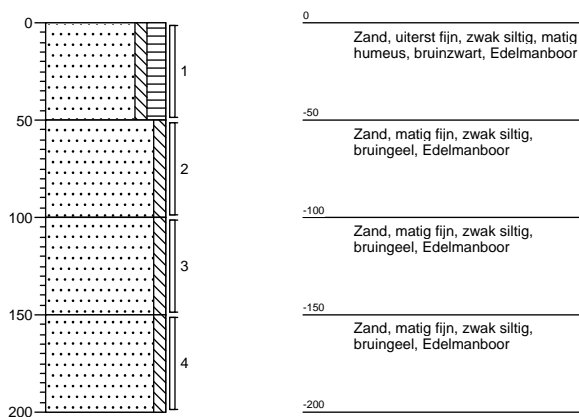 0
50
100
150
200
1
2
3
4
0
Zand, uiterst fijn, zwak siltig, matig
humeus, bruinzwart, Edelmanboor
-50
Zand, matig fijn, zwak siltig,
bruingeel, Edelmanboor
-100
Zand, matig fijn, zwak siltig,
bruingeel, Edelmanboor
-150
Zand, matig fijn, zwak siltig,
bruingeel, Edelmanboor
-200